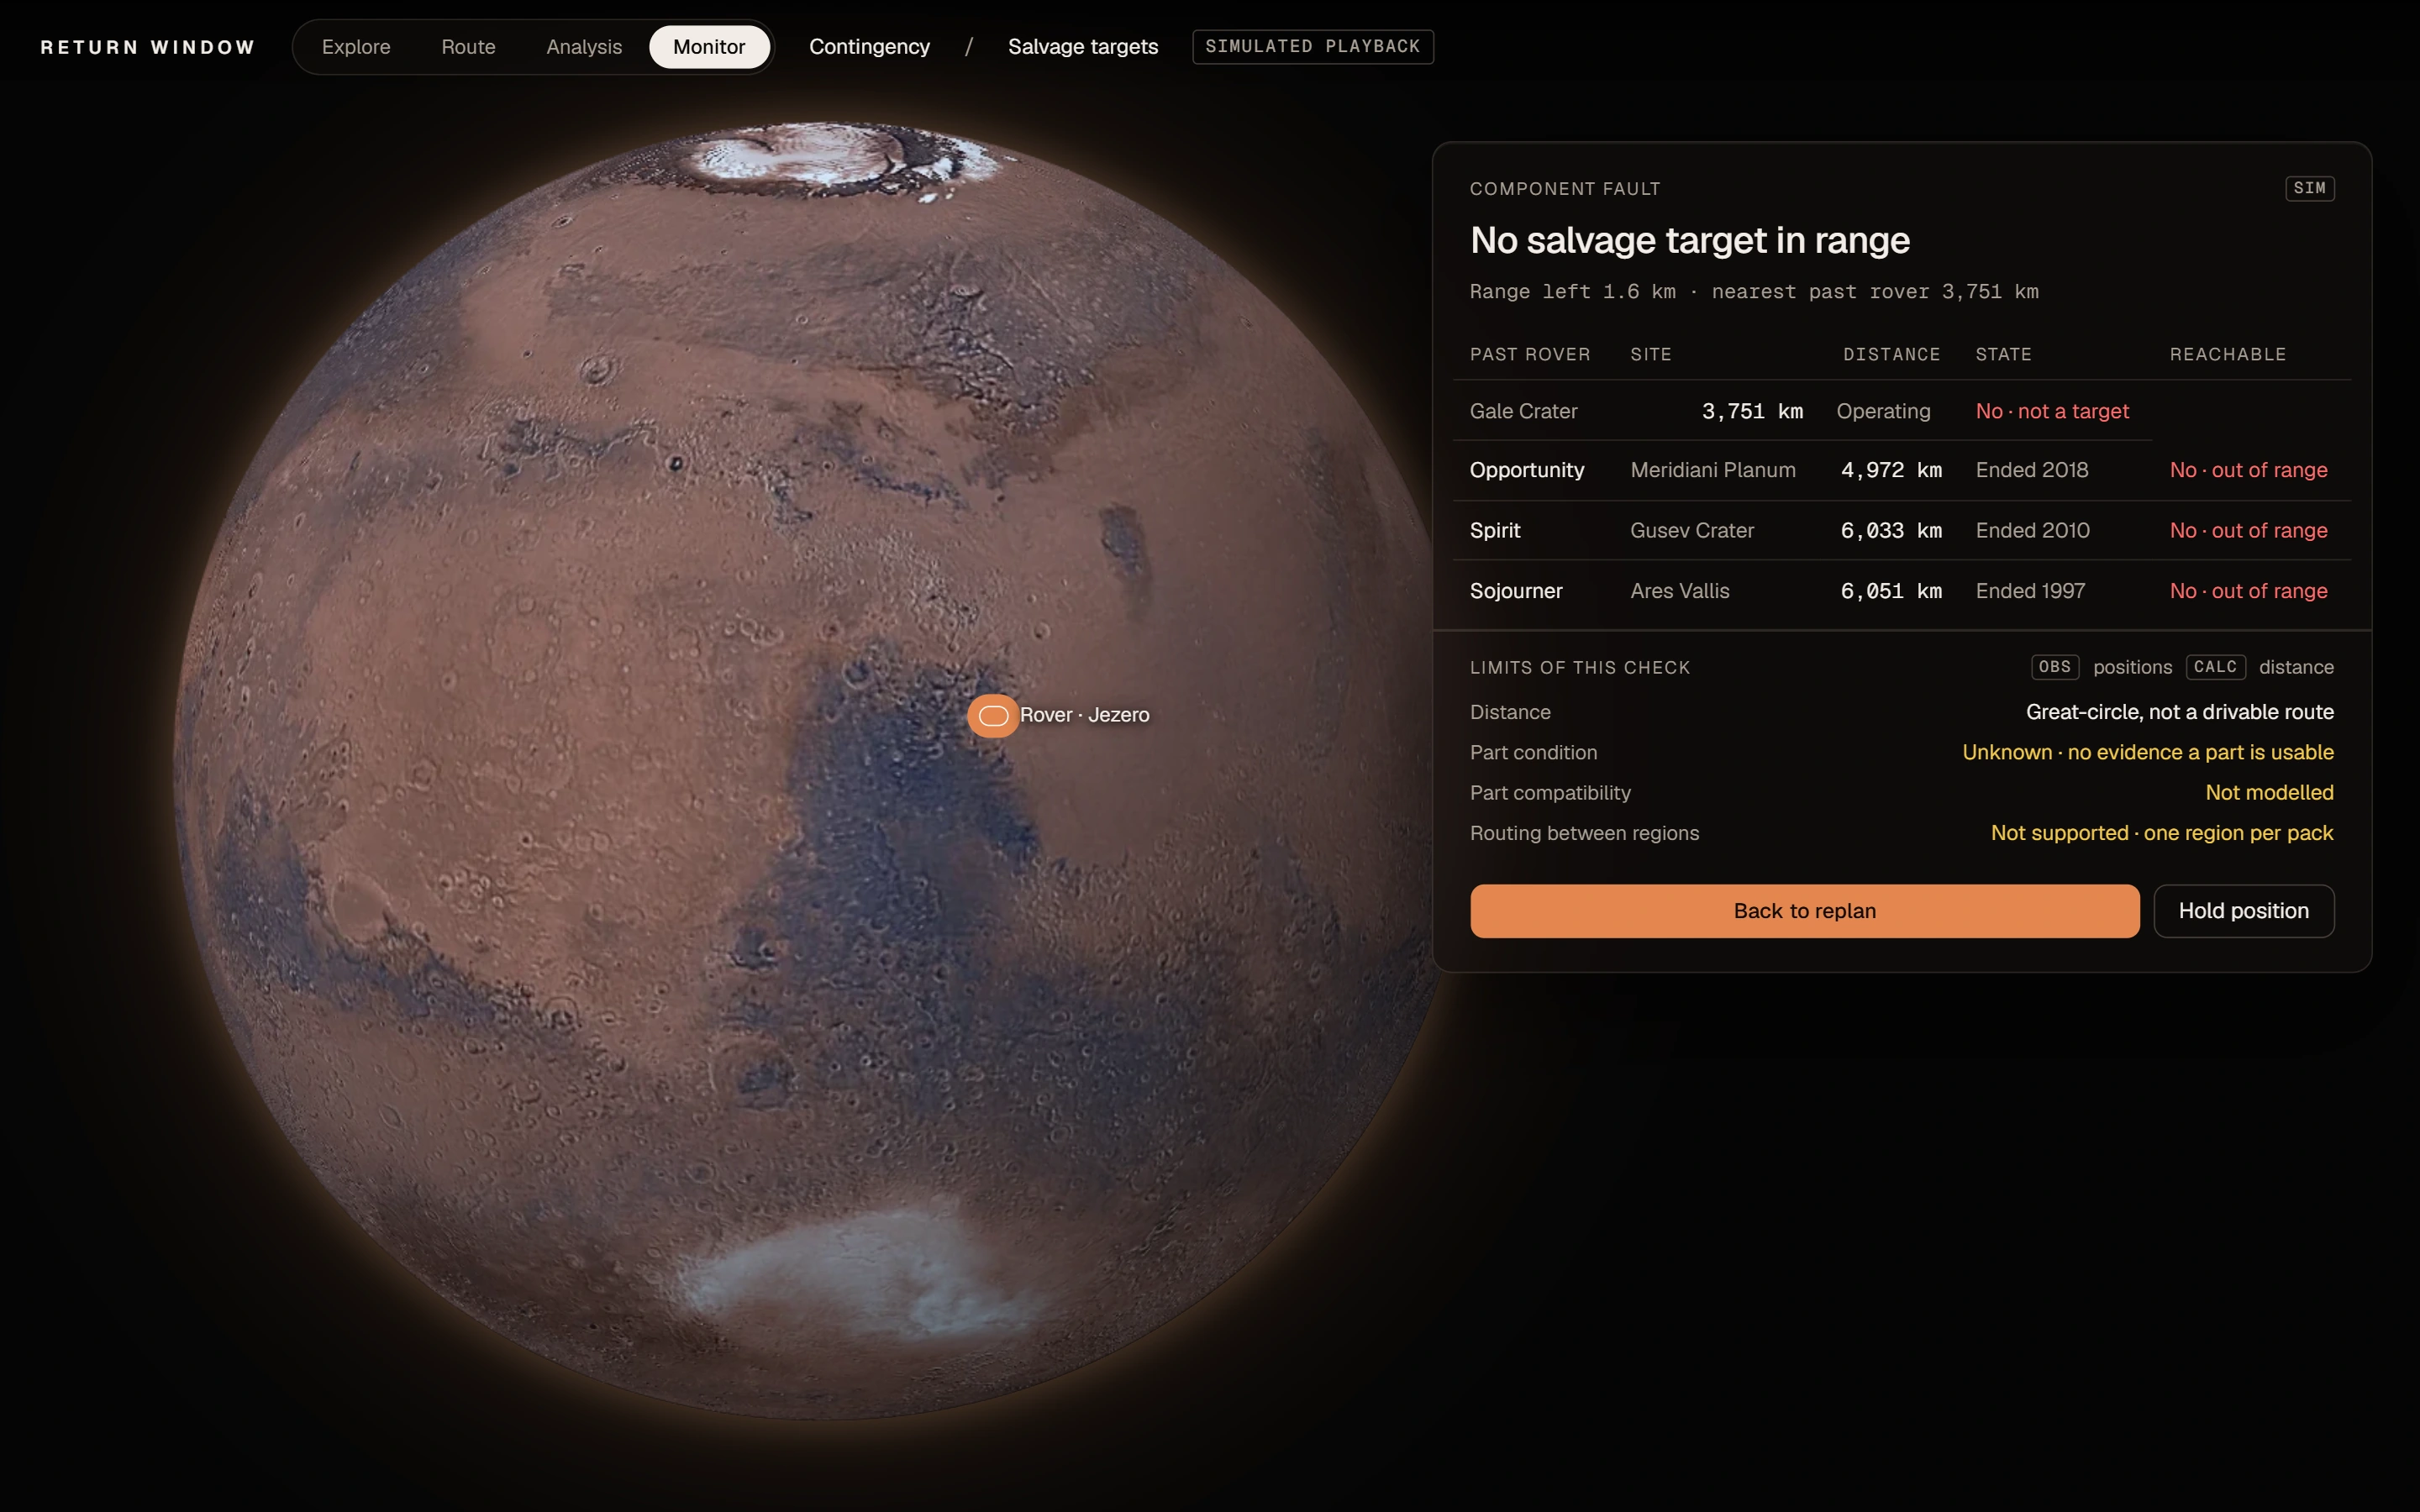 RETURN WINDOW Explore Route Analysis Monitor Contingency / Salvage targets SIMULATED PLAYBACK
COMPONENT FAULT SIM
No salvage target in range
Range left 1.6 km · nearest past rover 3,751 km
PAST ROVER SITE DISTANCE STATE REACHABLE
Gale Crater 3,751 km Operating No · not a target
Opportunity Meridiani Planum 4,972 km Ended 2018 No · out of range
Spirit Gusev Crater 6,033 km Ended 2010 No · out of range
Sojourner Ares Vallis 6,051 km Ended 1997 No · out of range
LIMITS OF THIS CHECK OBS positions CALC distance
Distance Great-circle, not a drivable route
Part condition Unknown · no evidence a part is usable
Part compatibility Not modelled
Routing between regions Not supported · one region per pack
Back to replan Hold position
Rover · Jezero